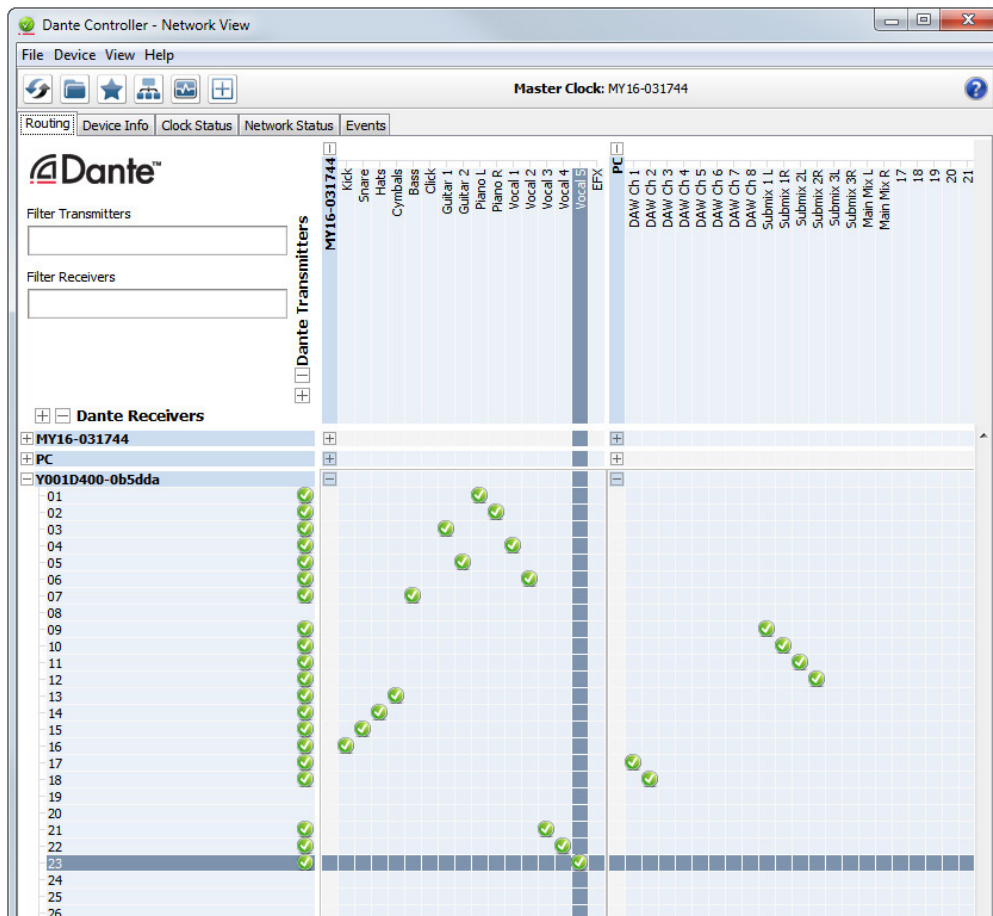 Dante Controller - Network View
File Device View Help
Master Clock: MY16-031744
Routing Device Info Clock Status Network Status Events
Dante™
Filter Transmitters
Filter Receivers
Dante Transmitters
MY16-031744
Kick
Snare
Hats
Cymbals
Bass
Click
Guitar 1
Guitar 2
Piano L
Piano R
Vocal 1
Vocal 2
Vocal 3
Vocal 4
Vocal 5
EFX
PC
DAW Ch 1
DAW Ch 2
DAW Ch 3
DAW Ch 4
DAW Ch 5
DAW Ch 6
DAW Ch 7
DAW Ch 8
Submix 1 L
Submix 1R
Submix 2L
Submix 2R
Submix 3L
Submix 3R
Main Mix L
Main Mix R
17
18
19
20
21
Dante Receivers
MY16-031744
PC
Y001D400-0b5dda
01
02
03
04
05
06
07
08
09
10
11
12
13
14
15
16
17
18
19
20
21
22
23
24
25
26